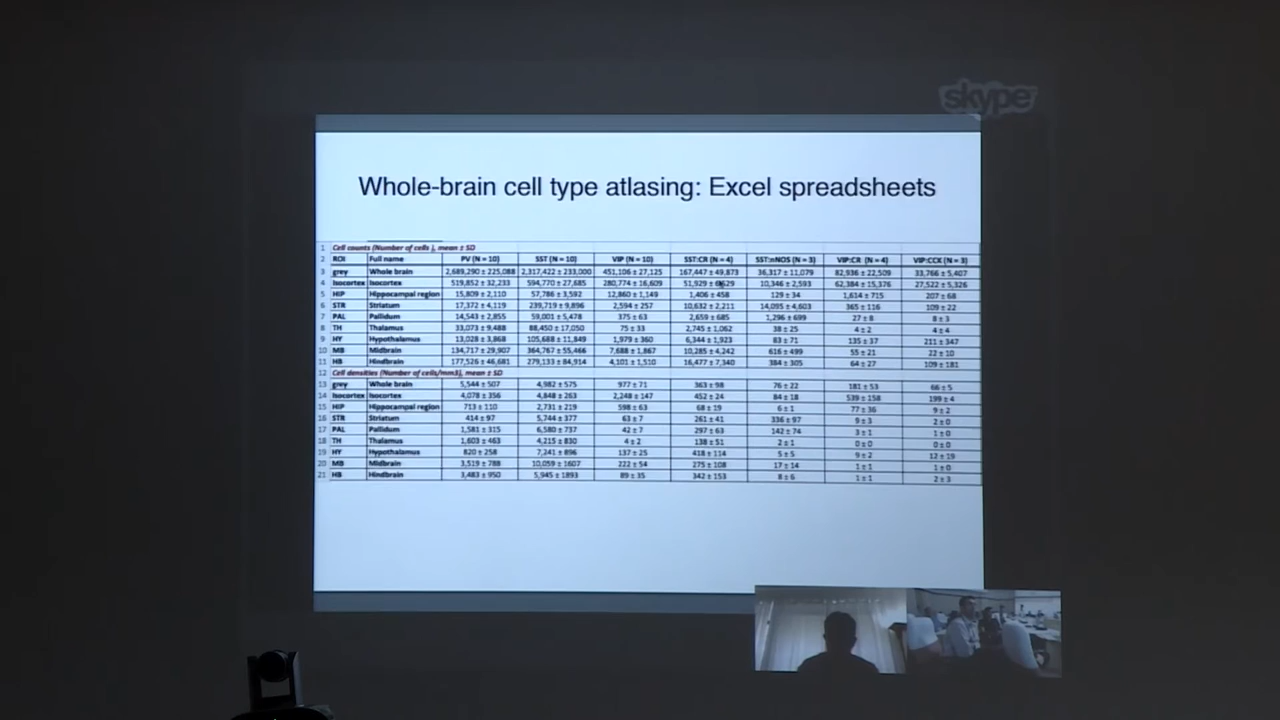 skype
Whole-brain cell type atlasing: Excel spreadsheets
1 Cell counts (Number of cells ), mean ± SD
2 ROI Full name PV (N = 10) SST (N = 10) VIP (N = 10) SST:CR (N = 4) SST:nNOS (N = 3) VIP:CR (N = 4) VIP:CCK (N = 3)
3 grey Whole brain 2,689,290 ± 225,088 2,317,422 ± 233,000 451,106 ± 27,125 167,447 ± 49,873 36,317 ± 11,079 82,936 ± 22,509 33,766 ± 5,407
4 Isocortex Isocortex 519,852 ± 32,233 594,770 ± 27,685 280,774 ± 16,609 51,929 ± 62,384 ± 15,376 27,522 ± 5,326
5 HIP Hippocampal region 15,809 ± 2,110 57,786 ± 3,592 12,860 ± 1,149 1,406 ± 458 129 ± 34 1,614 ± 715 207 ± 68
6 STR Striatum 17,372 ± 4,119 239,719 ± 9,896 2,594 ± 257 10,632 ± 2,211 14,095 ± 4,603 365 ± 116 109 ± 22
7 PAL Pallidum 14,543 ± 2,855 59,001 ± 5,478 375 ± 63 2,659 ± 685 1,296 ± 699 27 ± 8 8 ± 3
8 TH Thalamus 33,073 ± 9,488 88,450 ± 17,050 75 ± 33 2,745 ± 1,062 38 ± 25 4 ± 2 4 ± 4
9 HY Hypothalamus 13,028 ± 3,868 105,688 ± 11,849 1,979 ± 360 6,344 ± 1,923 83 ± 71 135 ± 37 211 ± 347
10 MB Midbrain 134,717 ± 29,907 364,767 ± 55,466 7,688 ± 1,867 10,285 ± 4,242 616 ± 499 55 ± 21 22 ± 10
11 HB Hindbrain 177,526 ± 46,681 279,133 ± 84,914 4,101 ± 1,510 16,477 ± 7,340 384 ± 305 64 ± 27 109 ± 181
12 Cell densities (Number of cells/mm3), mean ± SD
13 grey Whole brain 5,544 ± 507 4,982 ± 575 977 ± 71 363 ± 98 76 ± 22 181 ± 53 66 ± 5
14 Isocortex Isocortex 4,078 ± 356 4,848 ± 263 2,248 ± 147 452 ± 24 84 ± 18 539 ± 158 199 ± 4
15 HIP Hippocampal region 713 ± 110 2,731 ± 219 598 ± 63 68 ± 19 6 ± 1 77 ± 36 9 ± 2
16 STR Striatum 414 ± 97 5,744 ± 377 63 ± 7 261 ± 41 336 ± 97 9 ± 3 2 ± 0
17 PAL Pallidum 1,581 ± 315 6,580 ± 737 42 ± 7 297 ± 63 142 ± 74 3 ± 1 1 ± 0
18 TH Thalamus 1,603 ± 463 4,215 ± 830 4 ± 2 138 ± 51 2 ± 1 0 ± 0 0 ± 0
19 HY Hypothalamus 820 ± 258 7,241 ± 896 137 ± 25 418 ± 114 5 ± 5 9 ± 2 12 ± 19
20 MB Midbrain 3,519 ± 788 10,059 ± 1607 222 ± 54 275 ± 108 17 ± 14 1 ± 1 1 ± 0
21 HB Hindbrain 3,483 ± 950 5,945 ± 1893 89 ± 35 342 ± 153 8 ± 6 1 ± 1 2 ± 3